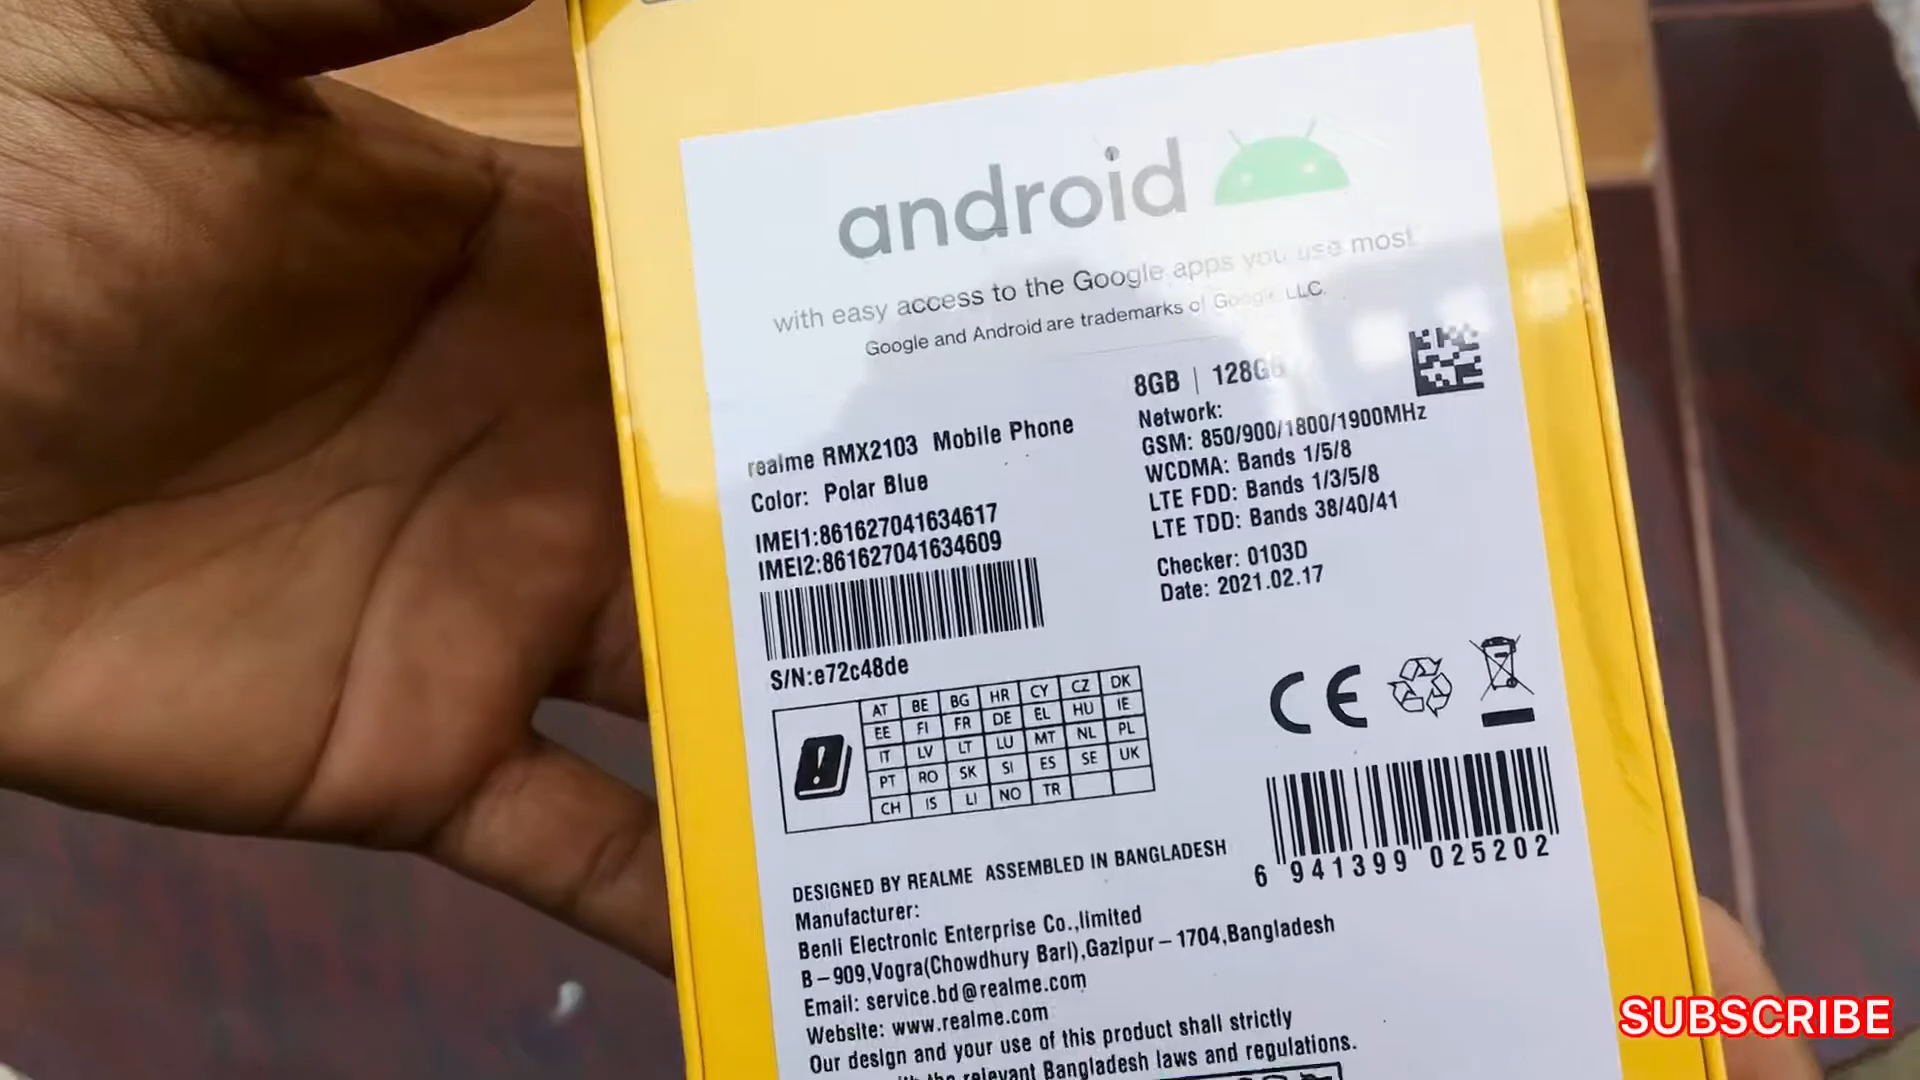 android
with easy access to the Google apps you use most
Google and Android are trademarks of Google LLC.
8GB | 128GB
Network:
GSM: 850/900/1800/1900MHz
WCDMA: Bands 1/5/8
LTE FDD: Bands 1/3/5/8
LTE TDD: Bands 38/40/41
Checker: 0103D
Date: 2021.02.17
realme RMX2103 Mobile Phone
Color: Polar Blue
IMEI1:861627041634617
IMEI2:861627041634609
S/N:e72c48de
AT BE BG HR CY CZ DK
EE FI FR DE EL HU IE
IT LV LT LU MT NL PL
PT RO SK SI ES SE UK
CH IS LI NO TR
CE
6 941399 025202
DESIGNED BY REALME ASSEMBLED IN BANGLADESH
Manufacturer:
Benli Electronic Enterprise Co.,limited
B-909,Vogra(Chowdhury Bari),Gazipur-1704,Bangladesh
Email: service.bd@realme.com
Website: www.realme.com
Our design and your use of this product shall strictly
the relevant Bangladesh laws and regulations.
SUBSCRIBE